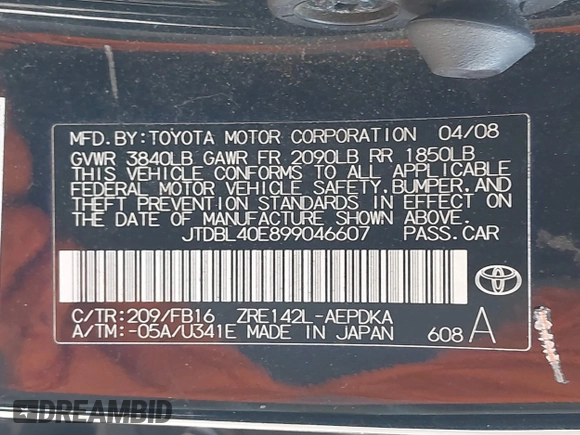 MFD.BY:TOYOTA MOTOR CORPORATION 04/08
GVWR 3840LB GAWR FR 2090LB RR 1850LB
THIS VEHICLE CONFORMS TO ALL APPLICABLE
FEDERAL MOTOR VEHICLE SAFETY,BUMPER,AND
THEFT PREVENTION STANDARDS IN EFFECT ON
THE DATE OF MANUFACTURE SHOWN ABOVE.
JTDBL40E899046607 PASS.CAR
C/TR:209/FB16 ZRE142L-AEPDKA
A/TM:-05A/U341E MADE IN JAPAN 608 A
DREAMBID